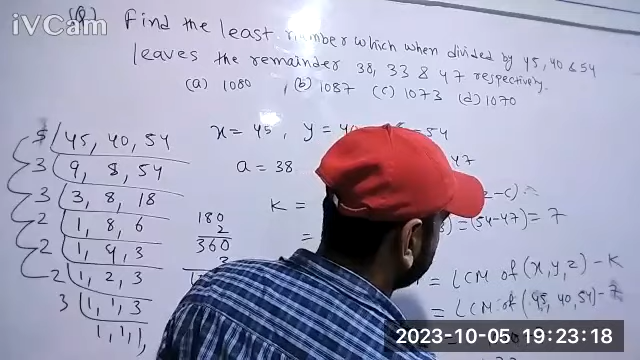 iVCam
(Q) Find the least number which when divided by 45, 40 & 54
leaves the remainder 38, 33 & 47 respectively.
(a) 1080 , (b) 1087 (c) 1073 (d) 1070
5 | 45, 40, 54
3 | 9, 8, 54
3 | 3, 8, 18
2 | 1, 8, 6
2 | 1, 4, 3
2 | 1, 2, 3
3 | 1, 1, 3
1, 1, 1,
180
2
360
3
x = 45 , y = 40 54
a = 38 47
K = z-c)
= = (54-47) = 7
= LCM of (x, y, z) - K
= LCM of (45, 40, 54) - 7
2023-10-05 19:23:18